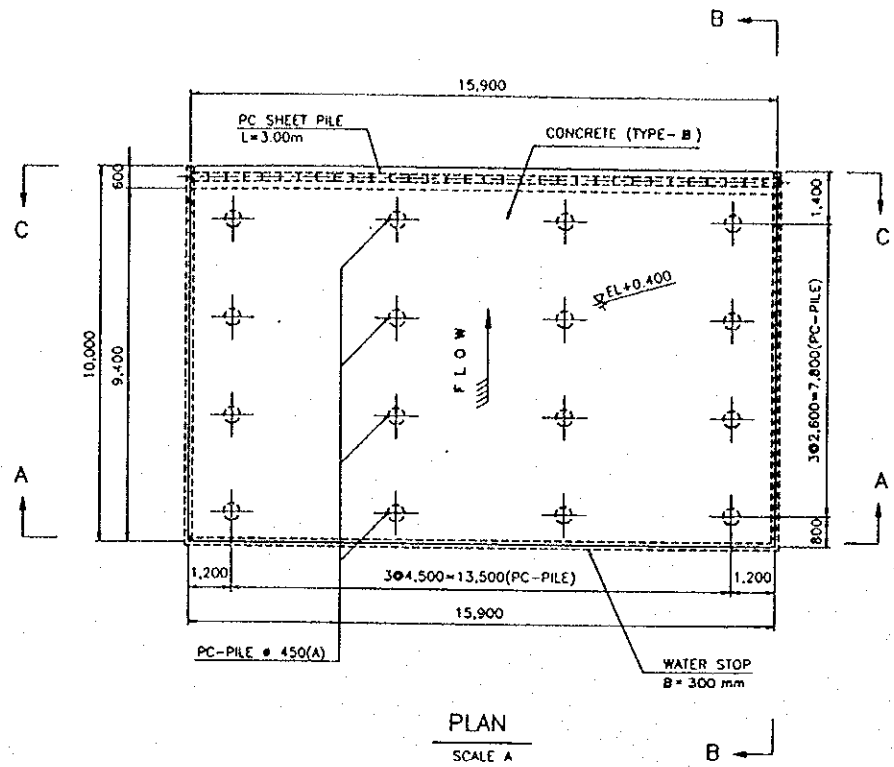 B
15,900
PC SHEET PILE
L=3.00m
CONCRETE (TYPE-B)
600
1,400
C
C
EL+0.400
FLOW
10,000
9,400
3@2,600=7,800(PC-PILE)
A
A
800
1,200
3@4,500=13,500(PC-PILE)
1,200
15,900
PC-PILE ø 450(A)
WATER STOP
B= 300 mm
PLAN
SCALE A
B